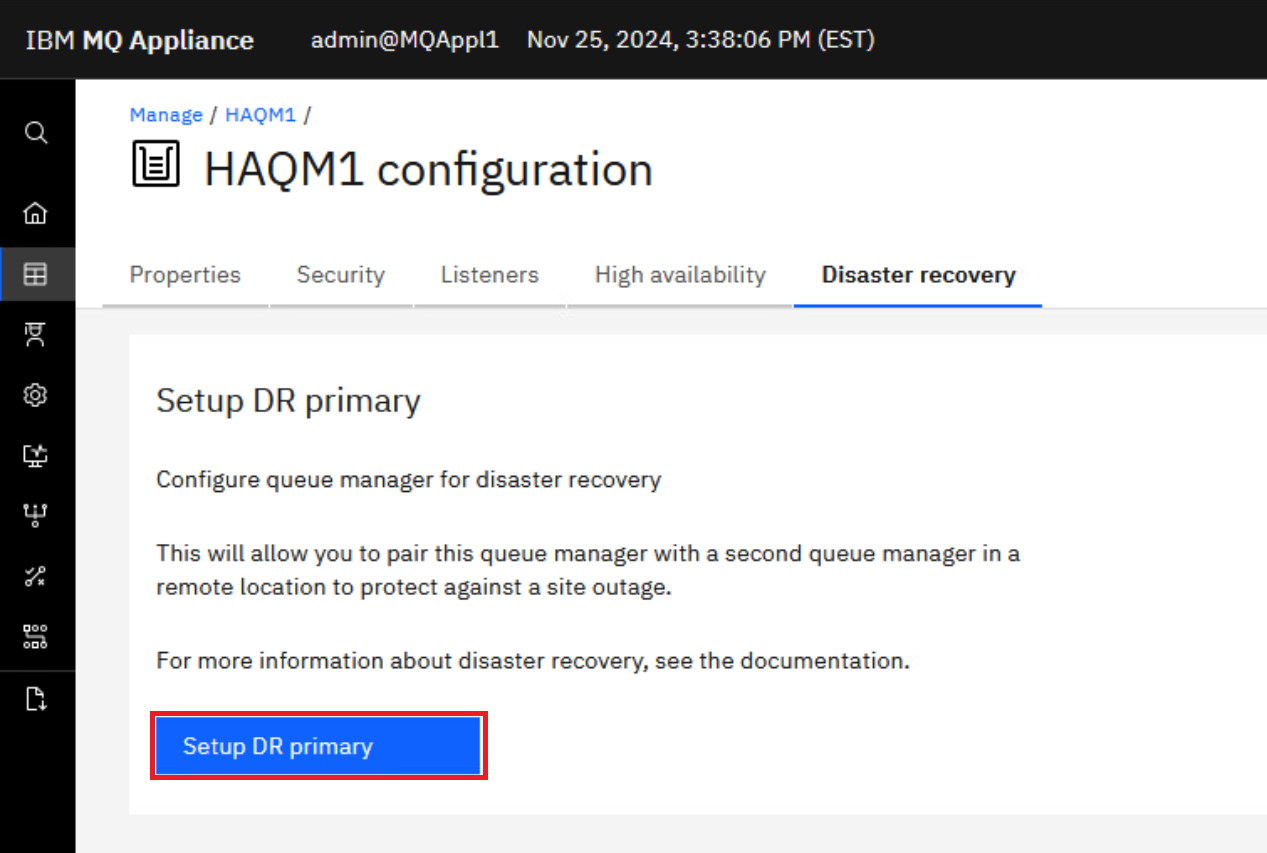 IBM MQ Appliance admin@MQAppl1 Nov 25, 2024, 3:38:06 PM (EST)
Manage / HAQM1 /
HAQM1 configuration
Properties Security Listeners High availability Disaster recovery
Setup DR primary
Configure queue manager for disaster recovery
This will allow you to pair this queue manager with a second queue manager in a
remote location to protect against a site outage.
For more information about disaster recovery, see the documentation.
Setup DR primary